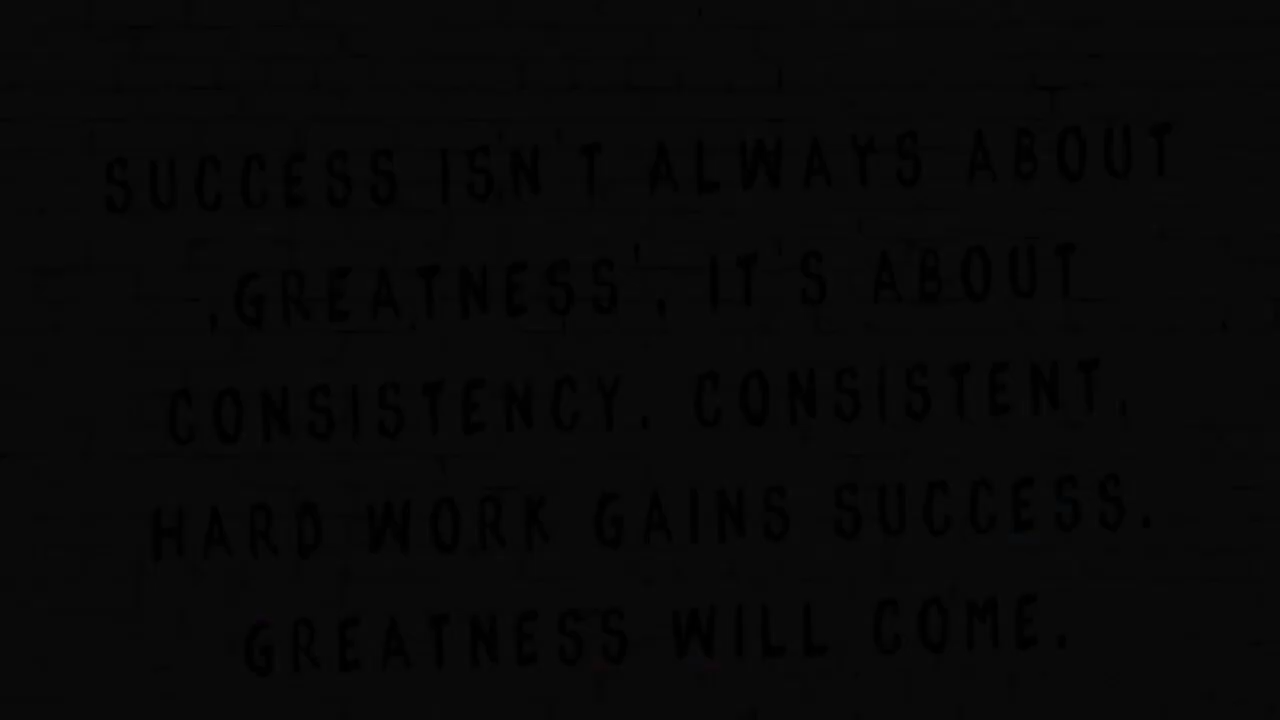 SUCCESS ISN'T ALWAYS ABOUT
,GREATNESS', IT'S ABOUT
CONSISTENCY. CONSISTENT,
HARD WORK GAINS SUCCESS.
GREATNESS WILL COME.